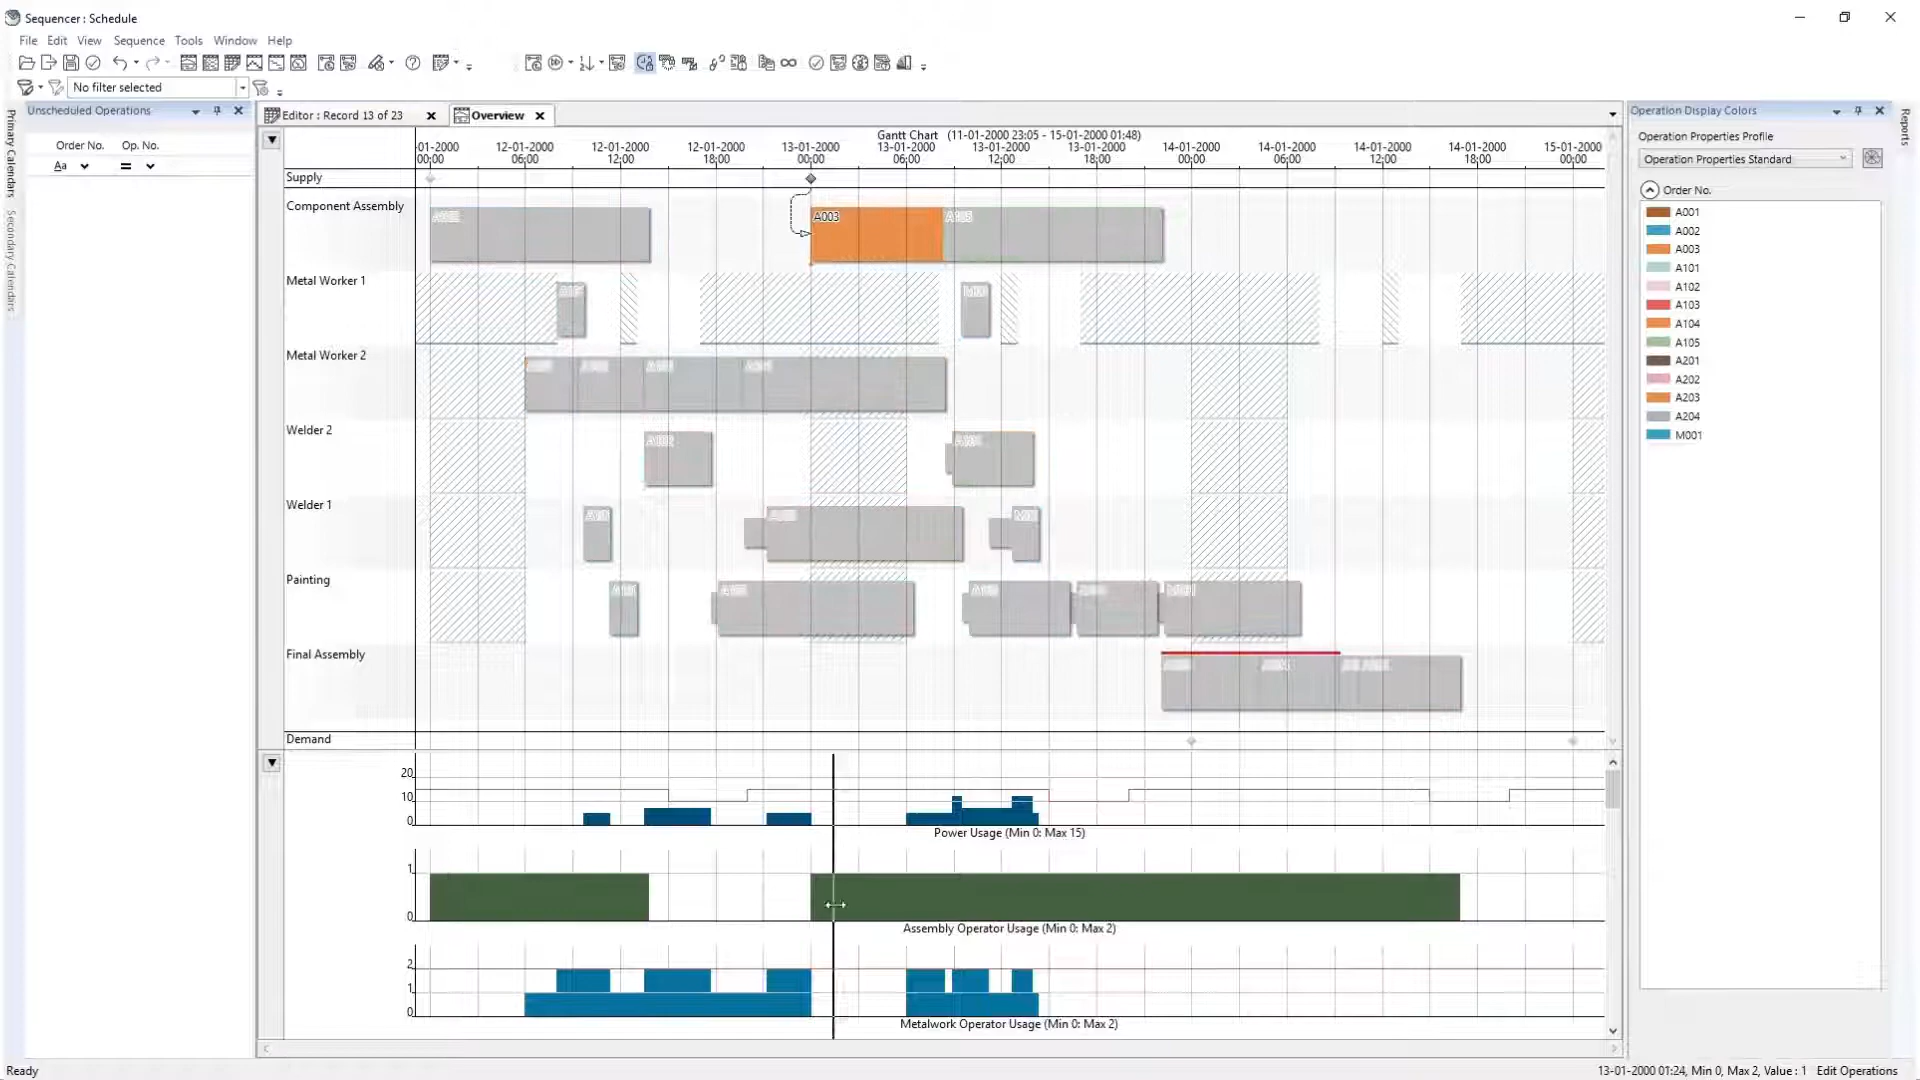 Sequencer : Schedule
File Edit View Sequence Tools Window Help
No filter selected
Primary Calendars
Secondary Calendars
Unscheduled Operations
Order No. Op. No.
Aa =
Editor : Record 13 of 23
Overview
Gantt Chart (11-01-2000 23:05 - 15-01-2000 01:48)
01-2000 12-01-2000 12-01-2000 12-01-2000 13-01-2000 13-01-2000 13-01-2000 13-01-2000 14-01-2000 14-01-2000 14-01-2000 14-01-2000 15-01-2000
00:00 06:00 12:00 18:00 00:00 06:00 12:00 18:00 00:00 06:00 12:00 18:00 00:00
Supply
Component Assembly
A003
Metal Worker 1
Metal Worker 2
Welder 2
Welder 1
Painting
Final Assembly
Demand
20
10
0
Power Usage (Min 0: Max 15)
1
0
Assembly Operator Usage (Min 0: Max 2)
2
1
0
Metalwork Operator Usage (Min 0: Max 2)
Operation Display Colors
Operation Properties Profile
Operation Properties Standard
Order No.
A001
A002
A003
A101
A102
A103
A104
A105
A201
A202
A203
A204
M001
Reports
Ready
13-01-2000 01:24, Min 0, Max 2, Value : 1 Edit Operations